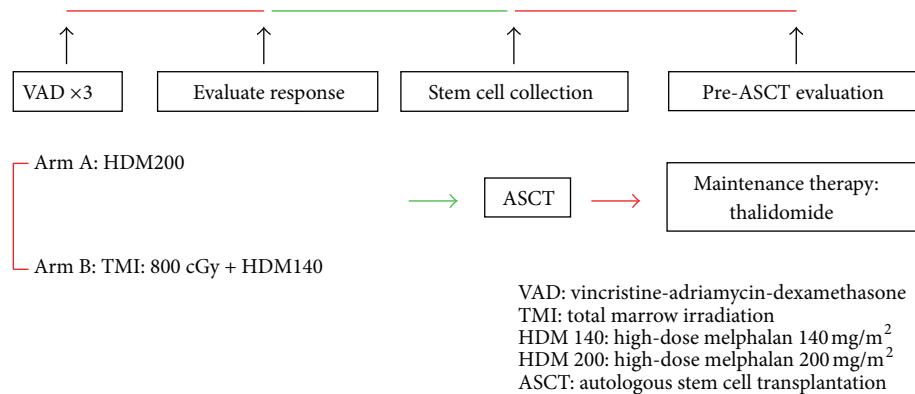 VAD ×3
Evaluate response
Stem cell collection
Pre-ASCT evaluation
Arm A: HDM200
ASCT
Maintenance therapy:
thalidomide
Arm B: TMI: 800 cGy + HDM140
VAD: vincristine-adriamycin-dexamethasone
TMI: total marrow irradiation
HDM 140: high-dose melphalan 140 mg/m²
HDM 200: high-dose melphalan 200 mg/m²
ASCT: autologous stem cell transplantation